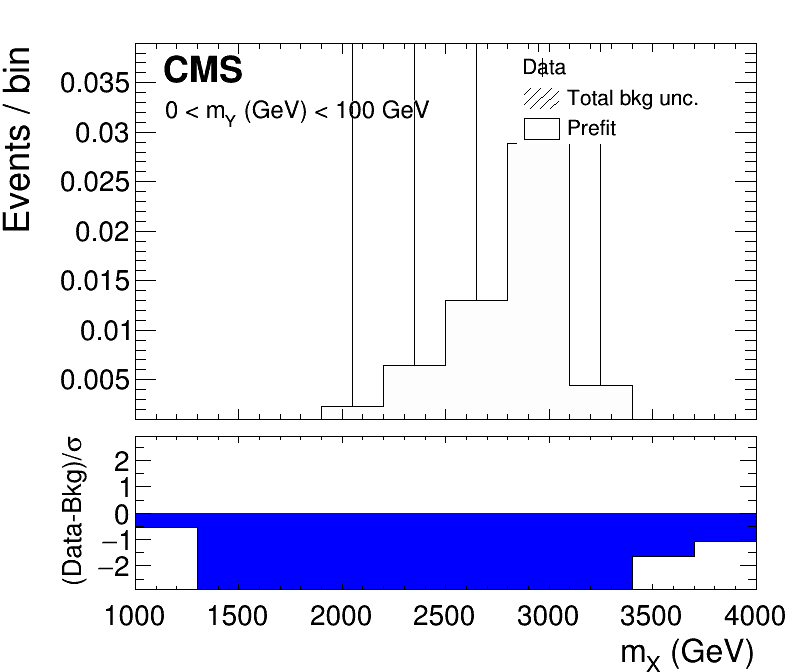 CMS
0 < mY (GeV) < 100 GeV
Data
Total bkg unc.
Prefit
Events / bin
0.035
0.03
0.025
0.02
0.015
0.01
0.005
(Data-Bkg)/σ
2
1
0
−1
−2
1000 1500 2000 2500 3000 3500 4000
mX (GeV)